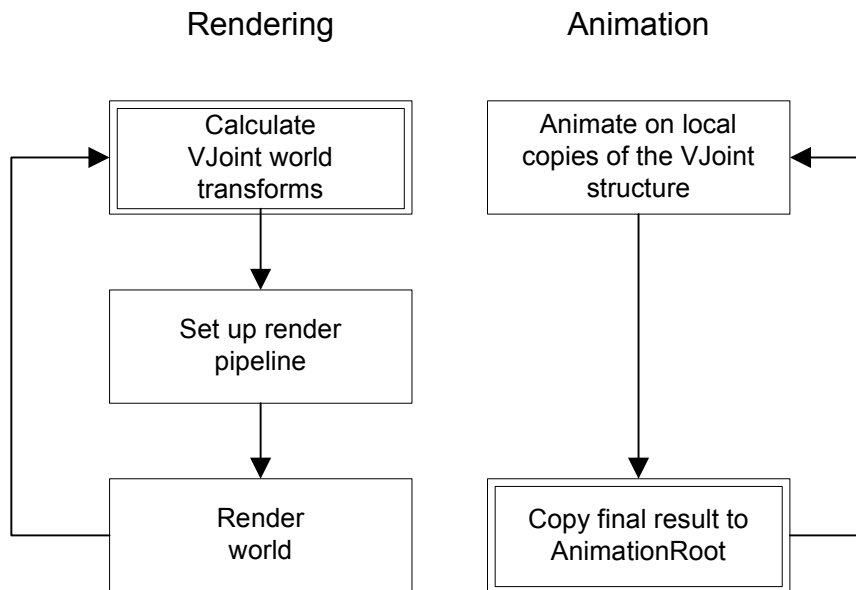 Rendering
Calculate
VJoint world
transforms
Set up render
pipeline
Render
world
Animation
Animate on local
copies of the VJoint
structure
Copy final result to
AnimationRoot